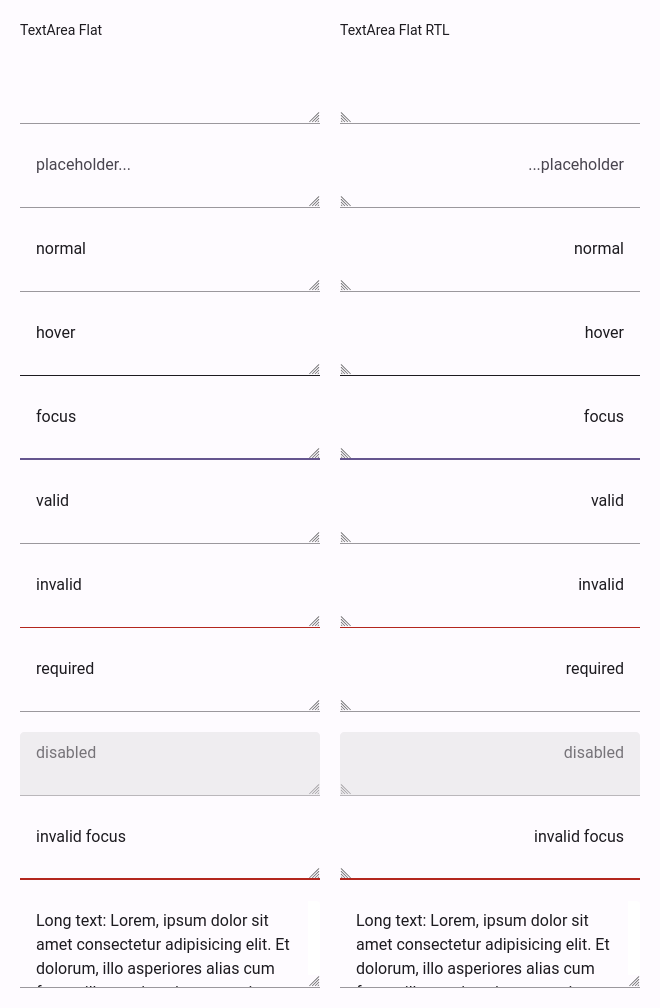 TextArea Flat
TextArea Flat RTL
placeholder...
...placeholder
normal
normal
hover
hover
focus
focus
valid
valid
invalid
invalid
required
required
disabled
disabled
invalid focus
invalid focus
Long text: Lorem, ipsum dolor sit
amet consectetur adipisicing elit. Et
dolorum, illo asperiores alias cum
Long text: Lorem, ipsum dolor sit
amet consectetur adipisicing elit. Et
dolorum, illo asperiores alias cum